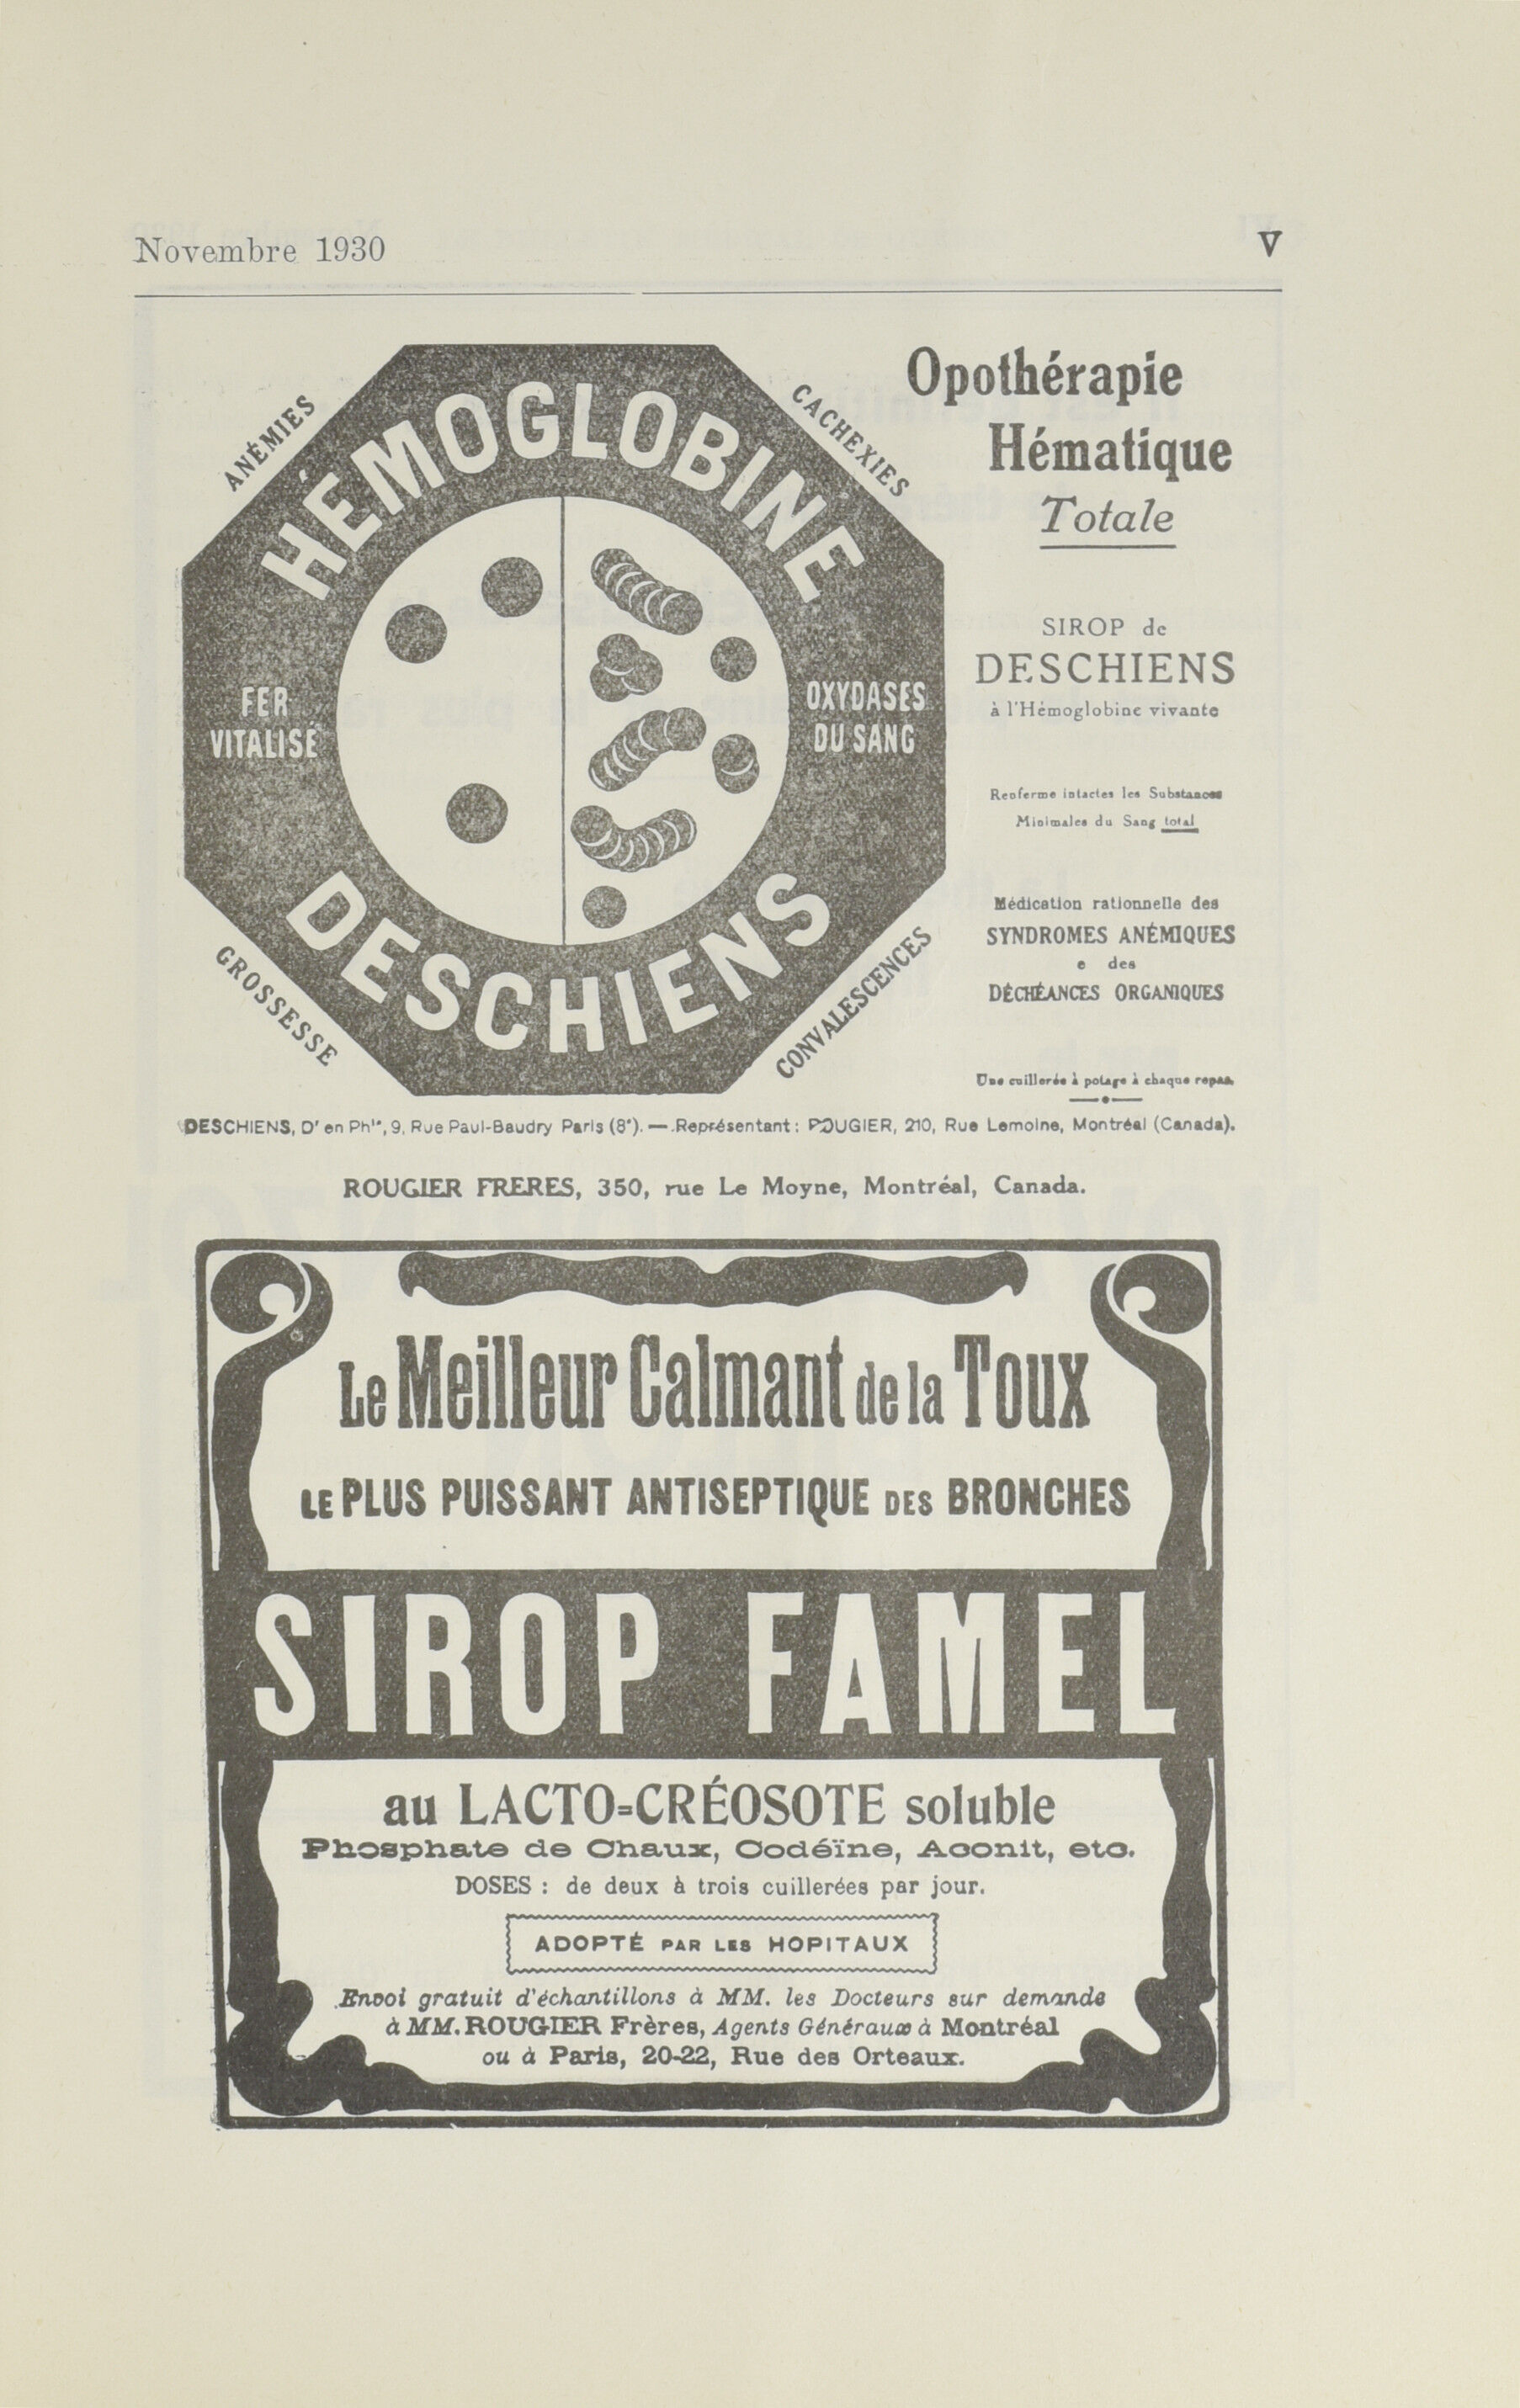 Novembre 1930
V
ANÉMIES
CACHEXIES
HÉMOGLOBINE
FER
VITALISÉ
OXYDASES
DU SANG
DESCHIENS
GROSSESSE
CONVALESCENCES
Opothérapie
Hématique
Totale
SIROP de
DESCHIENS
à l'Hémoglobine vivante
Renferme intactes les Substances
Minimales du Sang total
Médication rationnelle des
SYNDROMES ANÉMIQUES
e des
DÉCHÉANCES ORGANIQUES
Une cuillerée à potage à chaque repas.
DESCHIENS, Dr en Phie, 9, Rue Paul-Baudry Paris (8e). — Représentant: ROUGIER, 210, Rue Lemoine, Montréal (Canada).
ROUGIER FRERES, 350, rue Le Moyne, Montréal, Canada.
Le Meilleur Calmant de la Toux
LE PLUS PUISSANT ANTISEPTIQUE DES BRONCHES
SIROP FAMEL
au LACTO=CRÉOSOTE soluble
Phosphate de Chaux, Codéïne, Aconit, etc.
DOSES : de deux à trois cuillerées par jour.
ADOPTÉ PAR LES HOPITAUX
Envoi gratuit d'échantillons à MM. les Docteurs sur demande
à MM. ROUGIER Frères, Agents Généraux à Montréal
ou à Paris, 20-22, Rue des Orteaux.